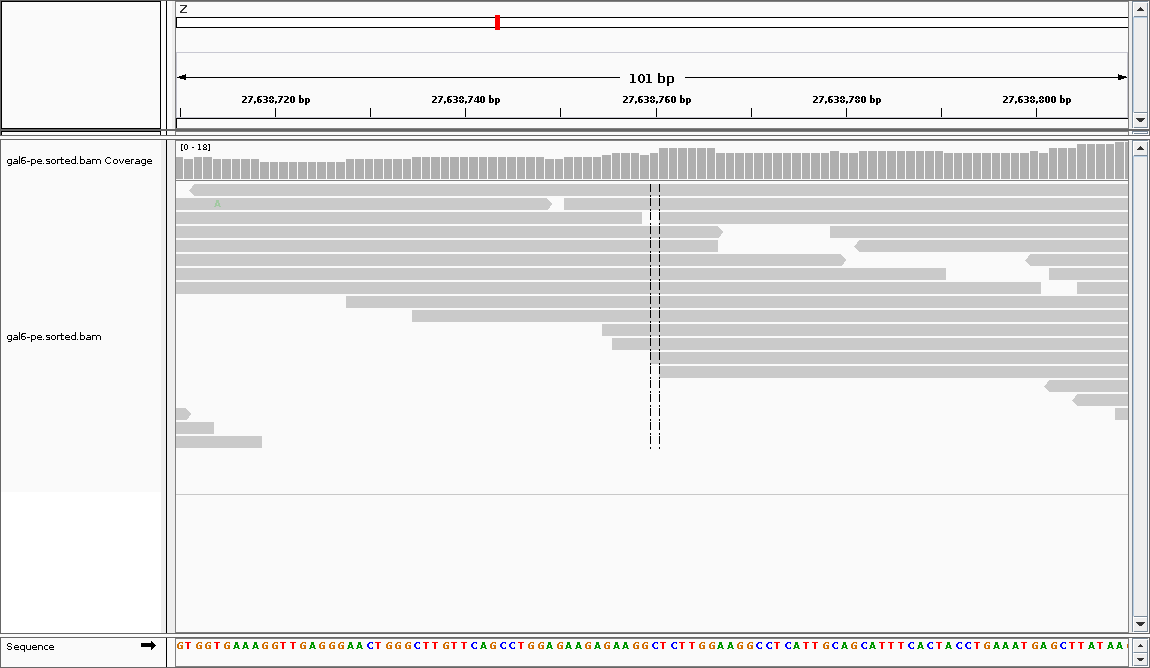 Z
101 bp
27,638,720 bp 27,638,740 bp 27,638,760 bp 27,638,780 bp 27,638,800 bp
[0 - 18]
gal6-pe.sorted.bam Coverage
A
gal6-pe.sorted.bam
Sequence
GTGGTGAAAGGTTGAGGGAACTGGGCTTGTTCAGCCTGGAGAAGAGAAGGCTCTTGGAAGGCCTCATTGCAGCATTTCACTACCTGAAATGAGCTTATAA